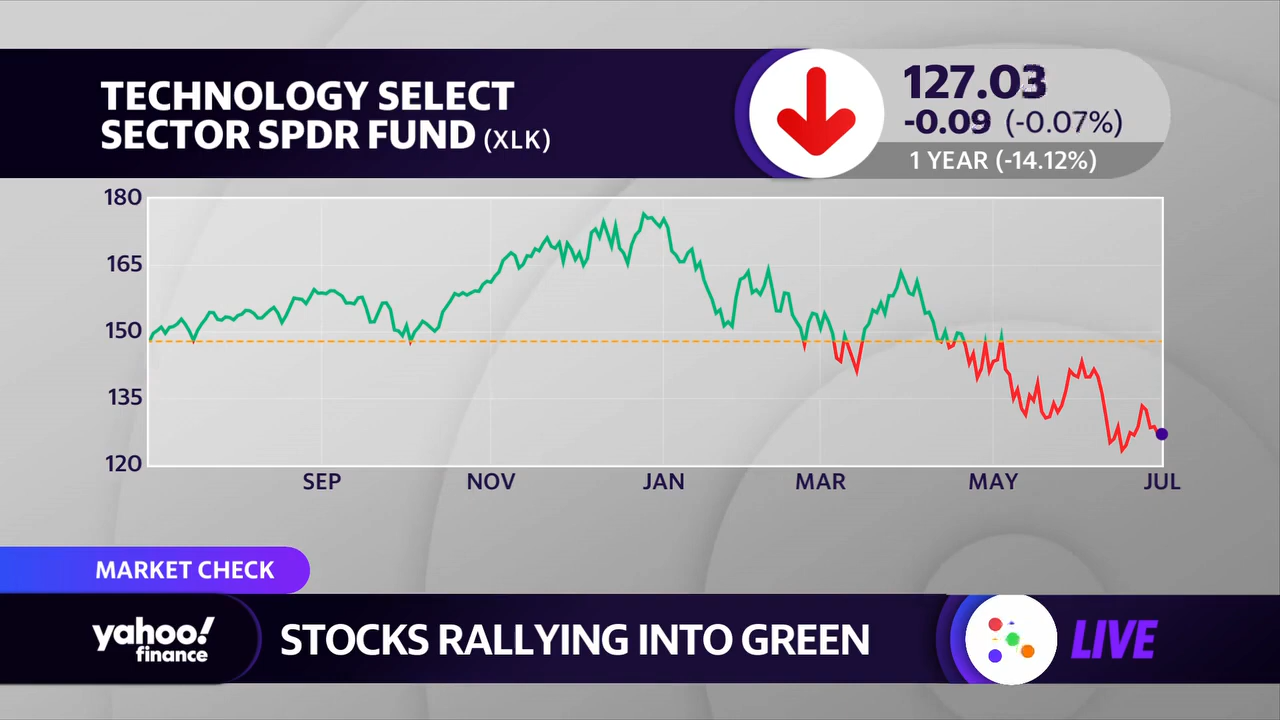 TECHNOLOGY SELECT
SECTOR SPDR FUND (XLK)
127.03
-0.09 (-0.07%)
1 YEAR (-14.12%)
180
165
150
135
120
SEP NOV JAN MAR MAY JUL
MARKET CHECK
yahoo!
finance
STOCKS RALLYING INTO GREEN
LIVE